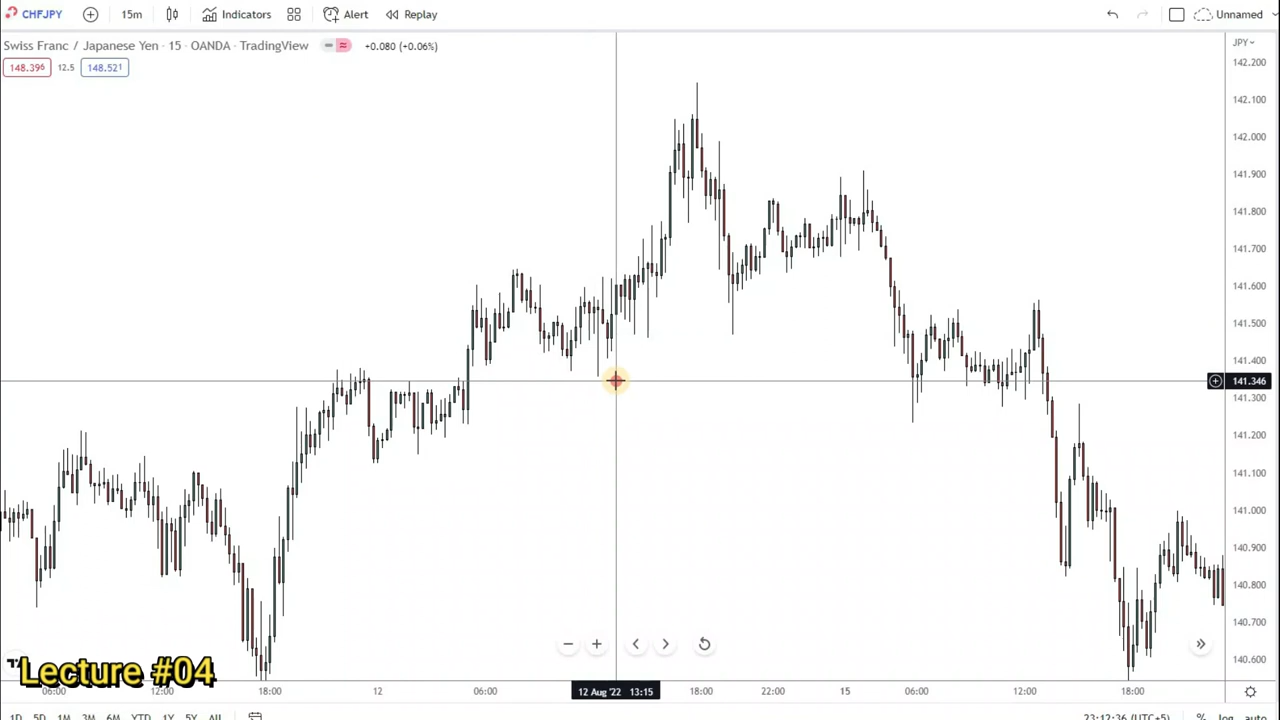 CHFJPY 15m Indicators Alert Replay Unnamed
Swiss Franc / Japanese Yen · 15 · OANDA · TradingView +0.080 (+0.06%)
148.396 12.5 148.521
JPY
142.200
142.100
142.000
141.900
141.800
141.700
141.600
141.500
141.400
141.346
141.300
141.200
141.100
141.000
140.900
140.800
140.700
140.600
Lecture #04
06:00 12:00 18:00 12 06:00 12 Aug '22 13:15 18:00 22:00 15 06:00 12:00 18:00
1D 5D 1M 3M 6M YTD 1Y 5Y All 23:12:36 (UTC+5) % log auto